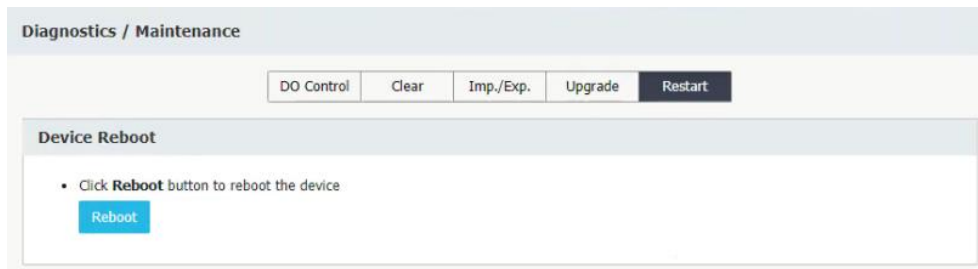 Diagnostics / Maintenance
DO Control Clear Imp./Exp. Upgrade Restart
Device Reboot
• Click Reboot button to reboot the device
Reboot